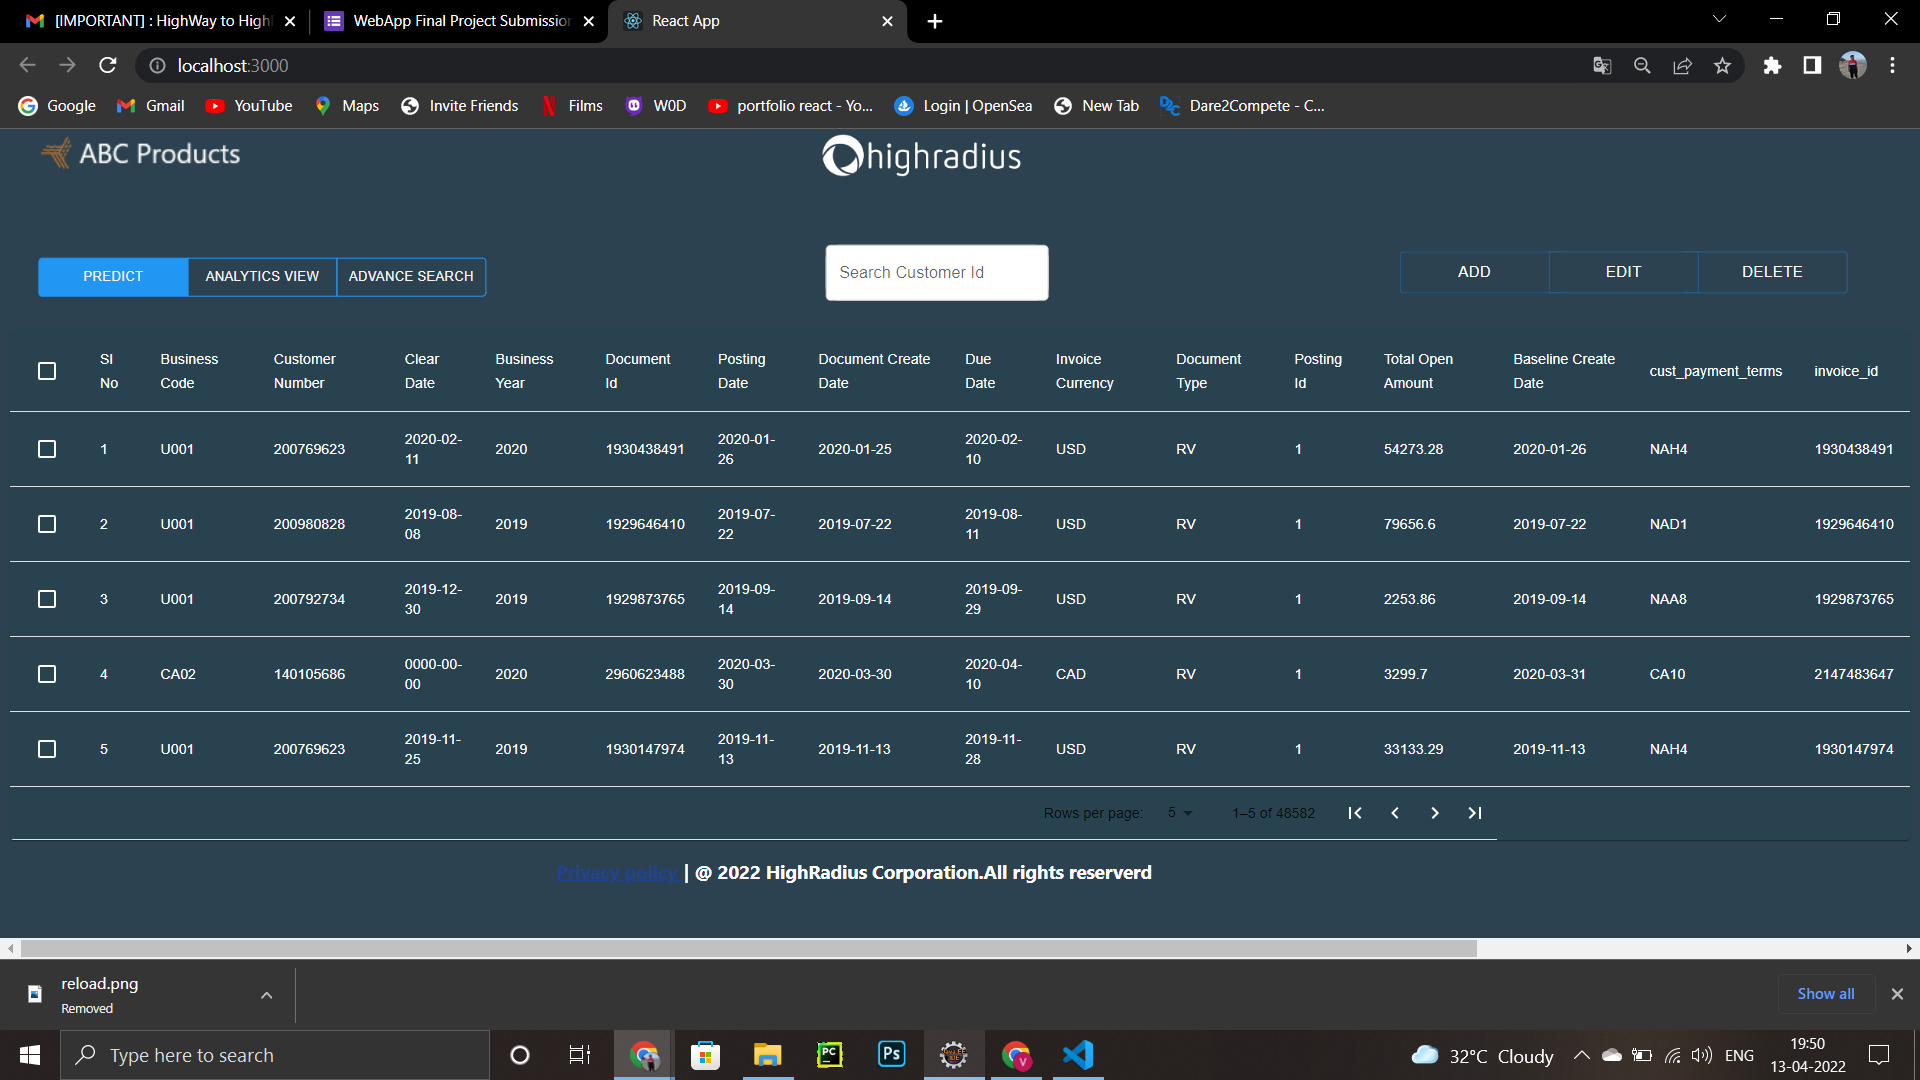 [IMPORTANT] : HighWay to High
WebApp Final Project Submission
React App
localhost:3000
Google
Gmail
YouTube
Maps
Invite Friends
Films
W0D
portfolio react - Yo...
Login | OpenSea
New Tab
Dare2Compete - C...
ABC Products
highradius
PREDICT
ANALYTICS VIEW
ADVANCE SEARCH
Search Customer Id
ADD
EDIT
DELETE
Sl No Business Code Customer Number Clear Date Business Year Document Id Posting Date Document Create Date Due Date Invoice Currency Document Type Posting Id Total Open Amount Baseline Create Date cust_payment_terms invoice_id
1 U001 200769623 2020-02-11 2020 1930438491 2020-01-26 2020-01-25 2020-02-10 USD RV 1 54273.28 2020-01-26 NAH4 1930438491
2 U001 200980828 2019-08-08 2019 1929646410 2019-07-22 2019-07-22 2019-08-11 USD RV 1 79656.6 2019-07-22 NAD1 1929646410
3 U001 200792734 2019-12-30 2019 1929873765 2019-09-14 2019-09-14 2019-09-29 USD RV 1 2253.86 2019-09-14 NAA8 1929873765
4 CA02 140105686 0000-00-00 2020 2960623488 2020-03-30 2020-03-30 2020-04-10 CAD RV 1 3299.7 2020-03-31 CA10 2147483647
5 U001 200769623 2019-11-25 2019 1930147974 2019-11-13 2019-11-13 2019-11-28 USD RV 1 33133.29 2019-11-13 NAH4 1930147974
Rows per page: 5 1–5 of 48582
Privacy policy | @ 2022 HighRadius Corporation.All rights reserverd
reload.png
Removed
Show all
Type here to search
PC
Ps
V
32°C Cloudy
ENG
19:50
13-04-2022